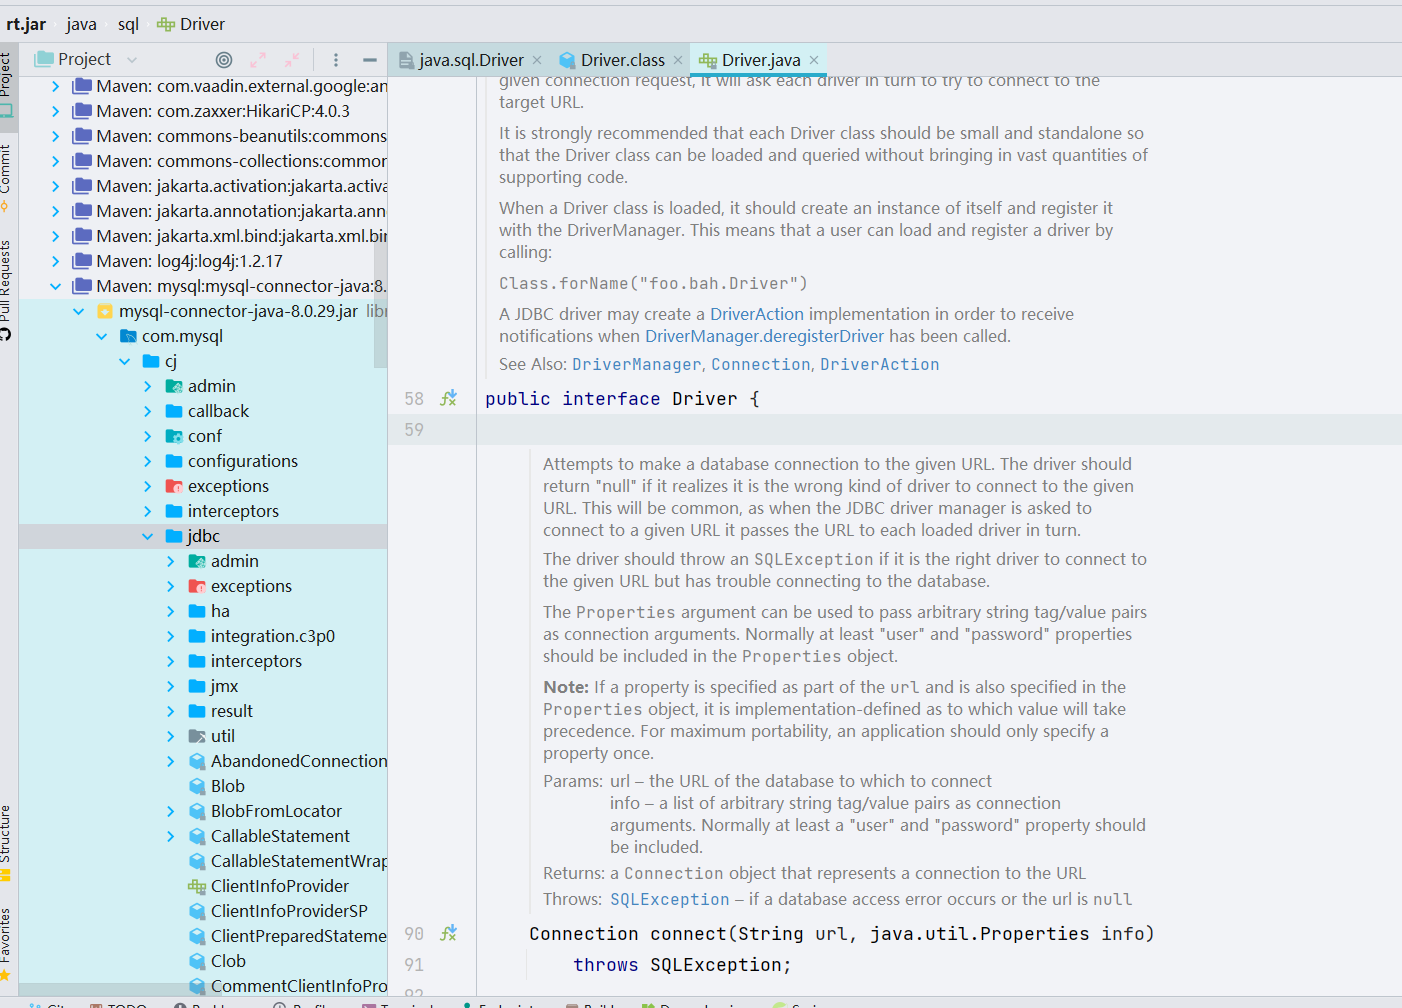 rt.jar java sql Driver
Project
java.sql.Driver
Driver.class
Driver.java
Project
Commit
Pull Requests
Structure
Favorites
Maven: com.vaadin.external.google:an
Maven: com.zaxxer:HikariCP:4.0.3
Maven: commons-beanutils:commons
Maven: commons-collections:common
Maven: jakarta.activation:jakarta.activa
Maven: jakarta.annotation:jakarta.ann
Maven: jakarta.xml.bind:jakarta.xml.bin
Maven: log4j:log4j:1.2.17
Maven: mysql:mysql-connector-java:8.
mysql-connector-java-8.0.29.jar libr
com.mysql
cj
admin
callback
conf
configurations
exceptions
interceptors
jdbc
admin
exceptions
ha
integration.c3p0
interceptors
jmx
result
util
AbandonedConnection
Blob
BlobFromLocator
CallableStatement
CallableStatementWrap
ClientInfoProvider
ClientInfoProviderSP
ClientPreparedStateme
Clob
CommentClientInfoPro
given connection request, it will ask each driver in turn to try to connect to the
target URL.
It is strongly recommended that each Driver class should be small and standalone so
that the Driver class can be loaded and queried without bringing in vast quantities of
supporting code.
When a Driver class is loaded, it should create an instance of itself and register it
with the DriverManager. This means that a user can load and register a driver by
calling:
Class.forName("foo.bah.Driver")
A JDBC driver may create a DriverAction implementation in order to receive
notifications when DriverManager.deregisterDriver has been called.
See Also: DriverManager, Connection, DriverAction
58 public interface Driver {
59
Attempts to make a database connection to the given URL. The driver should
return "null" if it realizes it is the wrong kind of driver to connect to the given
URL. This will be common, as when the JDBC driver manager is asked to
connect to a given URL it passes the URL to each loaded driver in turn.
The driver should throw an SQLException if it is the right driver to connect to
the given URL but has trouble connecting to the database.
The Properties argument can be used to pass arbitrary string tag/value pairs
as connection arguments. Normally at least "user" and "password" properties
should be included in the Properties object.
Note: If a property is specified as part of the url and is also specified in the
Properties object, it is implementation-defined as to which value will take
precedence. For maximum portability, an application should only specify a
property once.
Params: url – the URL of the database to which to connect
info – a list of arbitrary string tag/value pairs as connection
arguments. Normally at least a "user" and "password" property should
be included.
Returns: a Connection object that represents a connection to the URL
Throws: SQLException – if a database access error occurs or the url is null
90 Connection connect(String url, java.util.Properties info)
91 throws SQLException;
92
Git TODO